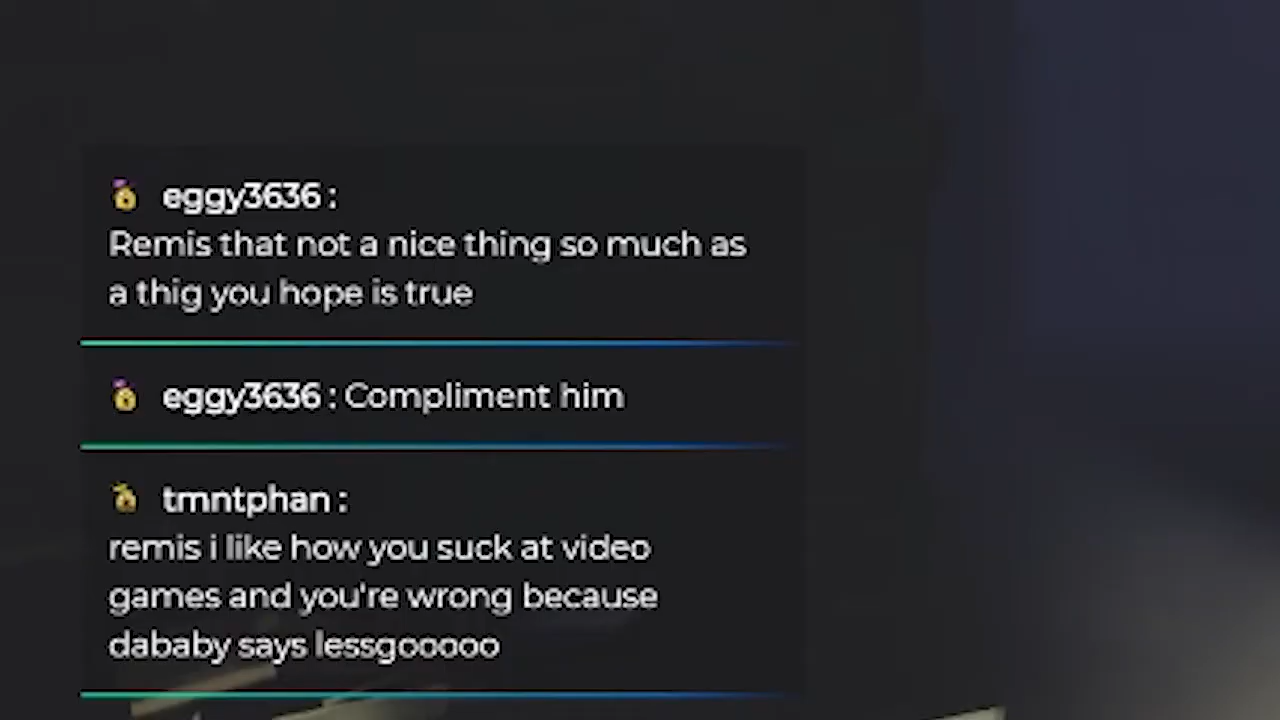 eggy3636 :
Remis that not a nice thing so much as
a thig you hope is true
eggy3636 : Compliment him
tmntphan :
remis i like how you suck at video
games and you're wrong because
dababy says lessgooooo